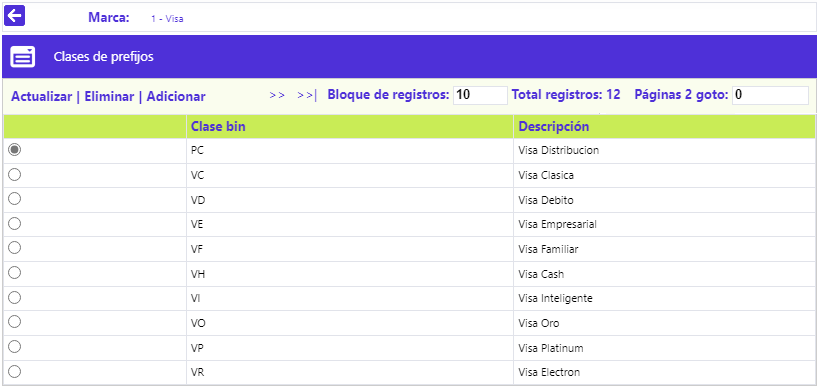 Marca: 1 - Visa
Clases de prefijos
Actualizar | Eliminar | Adicionar >> >>| Bloque de registros: 10 Total registros: 12 Páginas 2 goto: 0
Clase bin Descripción
PC Visa Distribucion
VC Visa Clasica
VD Visa Debito
VE Visa Empresarial
VF Visa Familiar
VH Visa Cash
VI Visa Inteligente
VO Visa Oro
VP Visa Platinum
VR Visa Electron